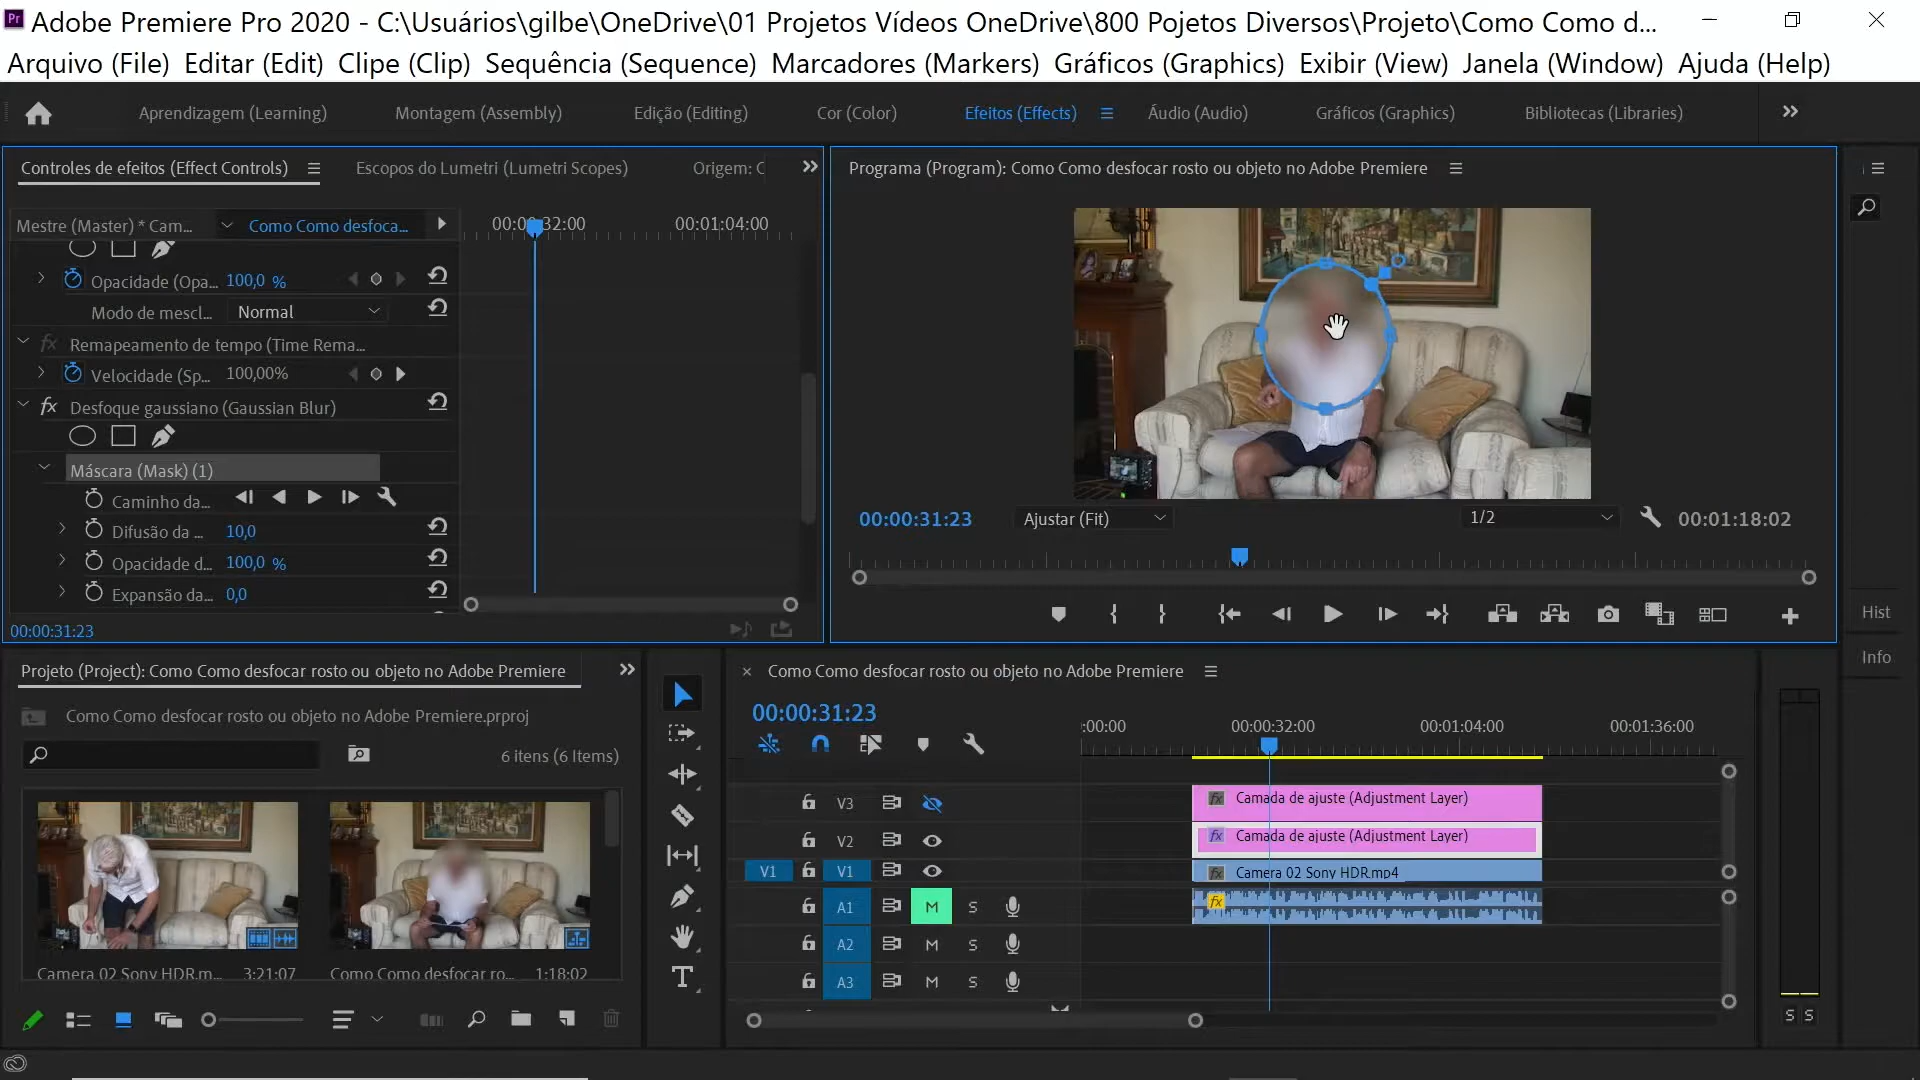 Adobe Premiere Pro 2020 - C:\Usuários\gilbe\OneDrive\01 Projetos Vídeos OneDrive\800 Pojetos Diversos\Projeto\Como Como d...
Arquivo (File) Editar (Edit) Clipe (Clip) Sequência (Sequence) Marcadores (Markers) Gráficos (Graphics) Exibir (View) Janela (Window) Ajuda (Help)
Aprendizagem (Learning) Montagem (Assembly) Edição (Editing) Cor (Color) Efeitos (Effects) Áudio (Audio) Gráficos (Graphics) Bibliotecas (Libraries)
Controles de efeitos (Effect Controls) Escopos do Lumetri (Lumetri Scopes) Origem: C
Mestre (Master) * Cam... Como Como desfoca... 00:00:32:00 00:01:04:00
Opacidade (Opa... 100,0 %
Modo de mescl... Normal
Remapeamento de tempo (Time Rema...
Velocidade (Sp... 100,00%
Desfoque gaussiano (Gaussian Blur)
Máscara (Mask) (1)
Caminho da...
Difusão da ... 10,0
Opacidade d... 100,0 %
Expansão da... 0,0
00:00:31:23
Programa (Program): Como Como desfocar rosto ou objeto no Adobe Premiere
00:00:31:23 Ajustar (Fit) 1/2 00:01:18:02
Hist
Info
Projeto (Project): Como Como desfocar rosto ou objeto no Adobe Premiere
Como Como desfocar rosto ou objeto no Adobe Premiere.prproj
6 itens (6 Items)
Camera 02 Sony HDR.m... 3:21:07 Como Como desfocar ro... 1:18:02
Como Como desfocar rosto ou objeto no Adobe Premiere
00:00:31:23
:00:00 00:00:32:00 00:01:04:00 00:01:36:00
V3 Camada de ajuste (Adjustment Layer)
V2 Camada de ajuste (Adjustment Layer)
V1 V1 Camera 02 Sony HDR.mp4
A1 M S
A2 M S
A3 M S
S S